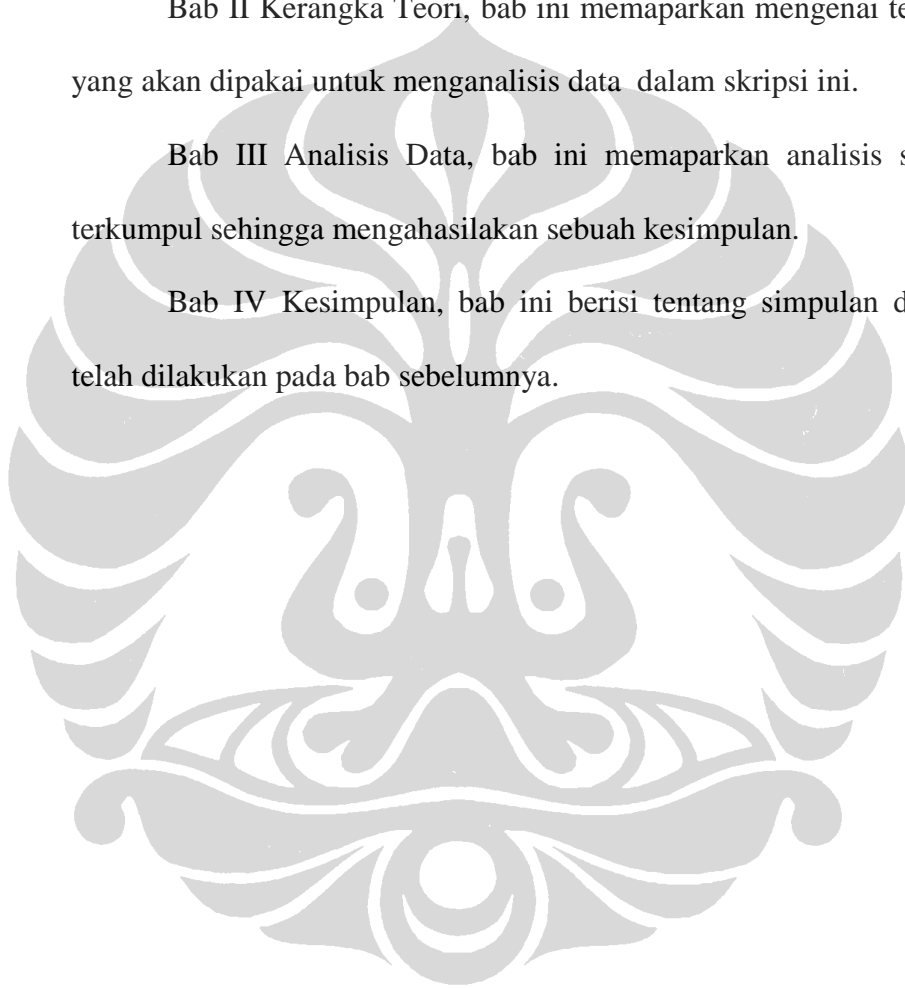 Bab II Kerangka Teori, bab ini memaparkan mengenai
yang akan dipakai untuk menganalisis data dalam skripsi ini.
Bab III Analisis Data, bab ini memaparkan analisis
terkumpul sehingga mengahasilakan sebuah kesimpulan.
Bab IV Kesimpulan, bab ini berisi tentang simpulan
telah dilakukan pada bab sebelumnya.